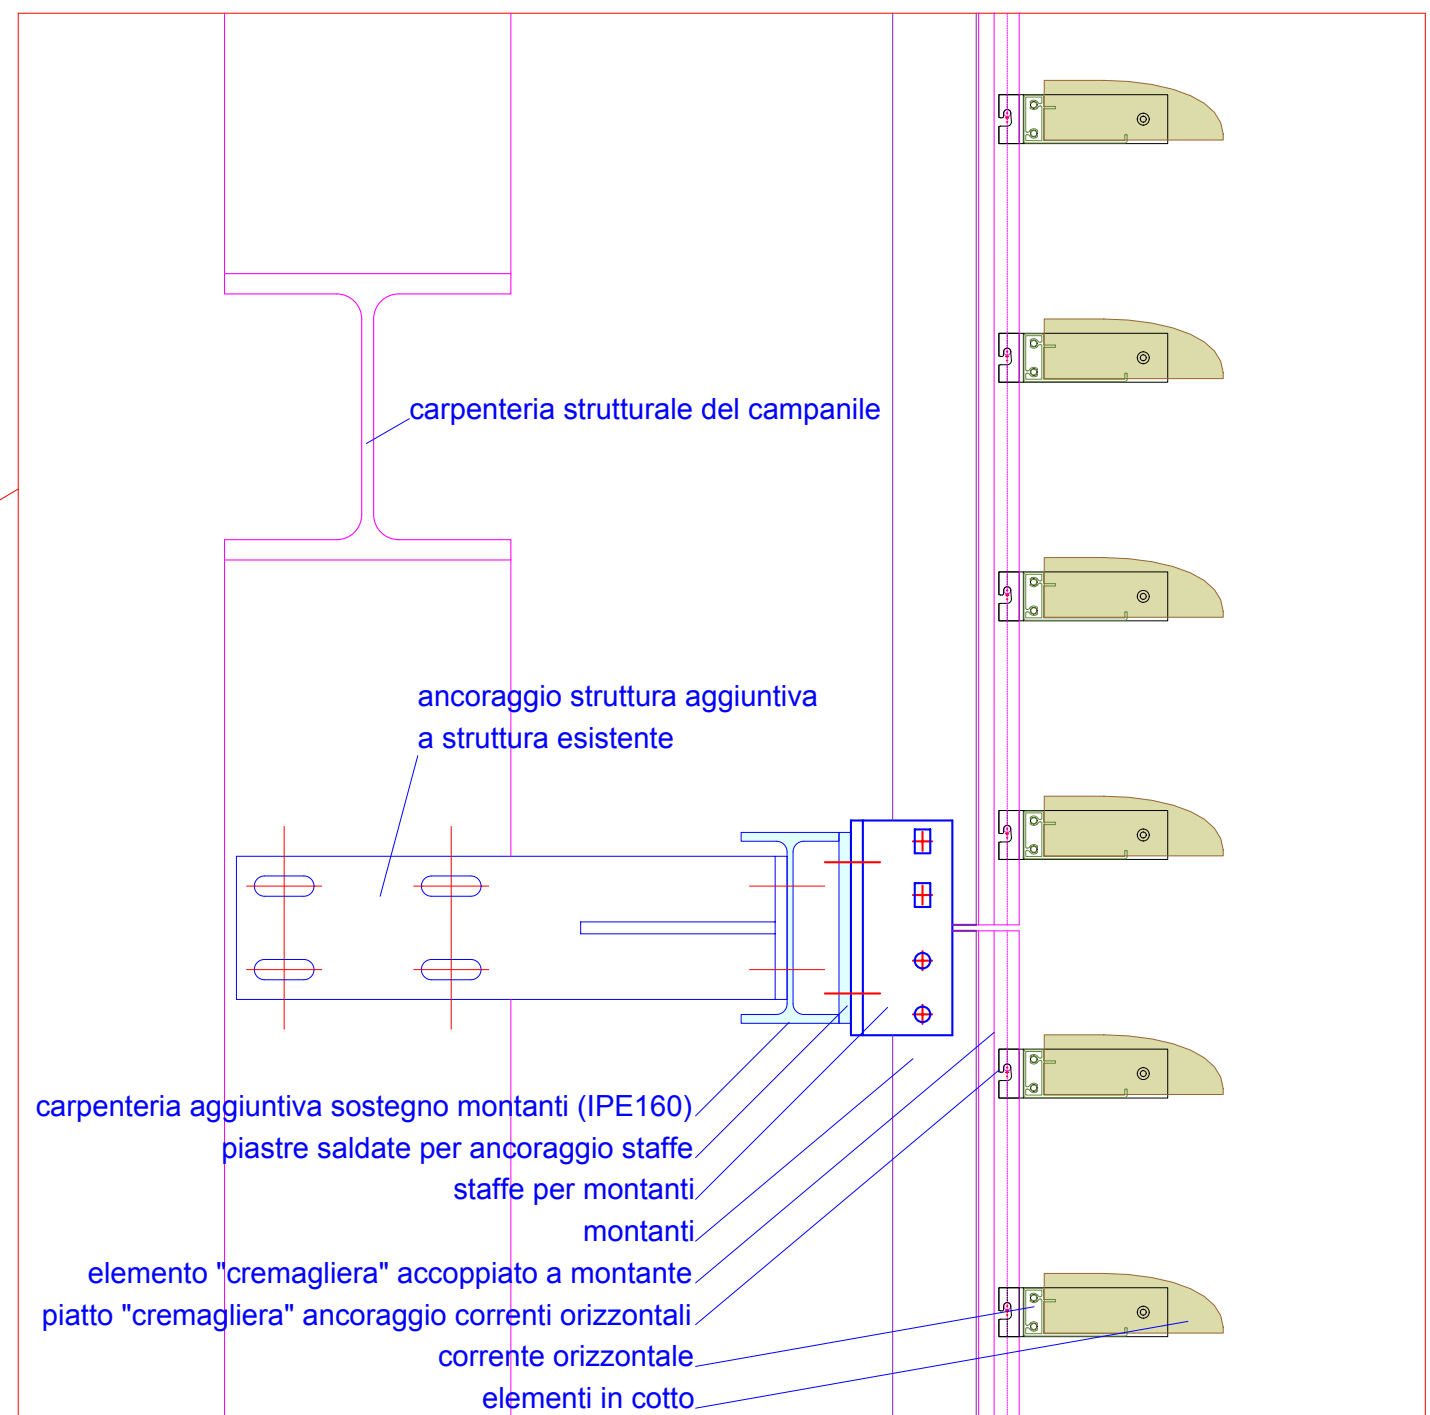 carpenteria strutturale del campanile
ancoraggio struttura aggiuntiva
a struttura esistente
carpenteria aggiuntiva sostegno montanti (IPE160)
piastre saldate per ancoraggio staffe
staffe per montanti
montanti
elemento "cremagliera" accoppiato a montante
piatto "cremagliera" ancoraggio correnti orizzontali
corrente orizzontale
elementi in cotto